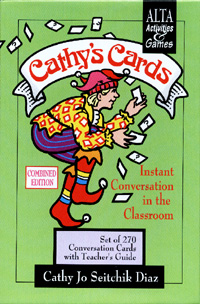 ALTA
Activities
& Games
Cathy's Cards
COMBINED
EDITION
Instant
Conversation
in the
Classroom
Set of 270
Conversation Cards
with Teacher's Guide
Cathy Jo Seitchik Diaz